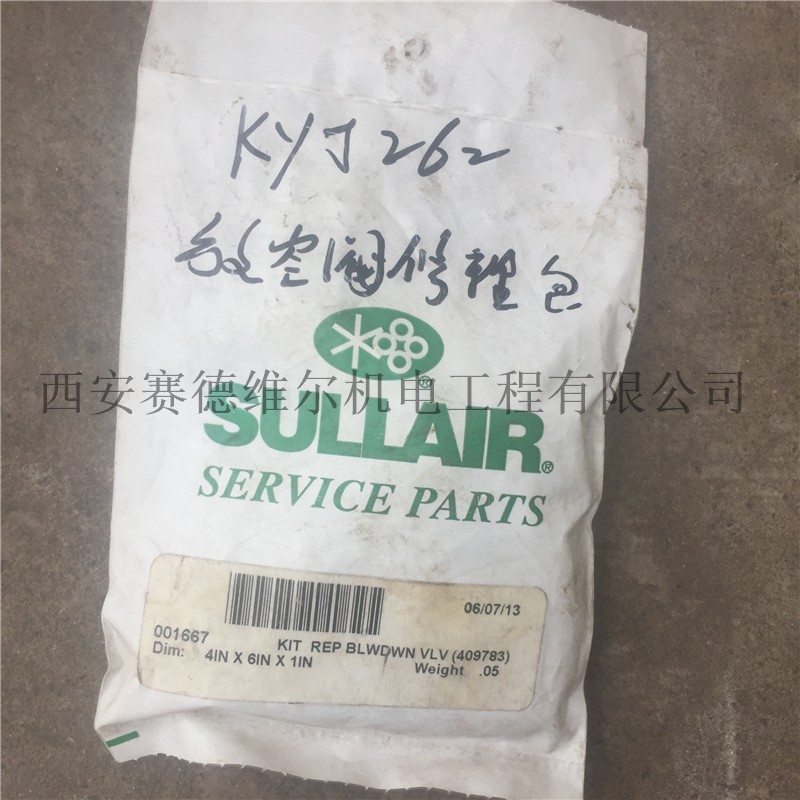 KYJ262
放空阀修理包
®
西安赛德维尔机电工程有限公司
SULLAIR®
SERVICE PARTS
06/07/13
001667 KIT REP BLWDWN VLV (409783)
Dim: 4IN X 6IN X 1IN Weight .05